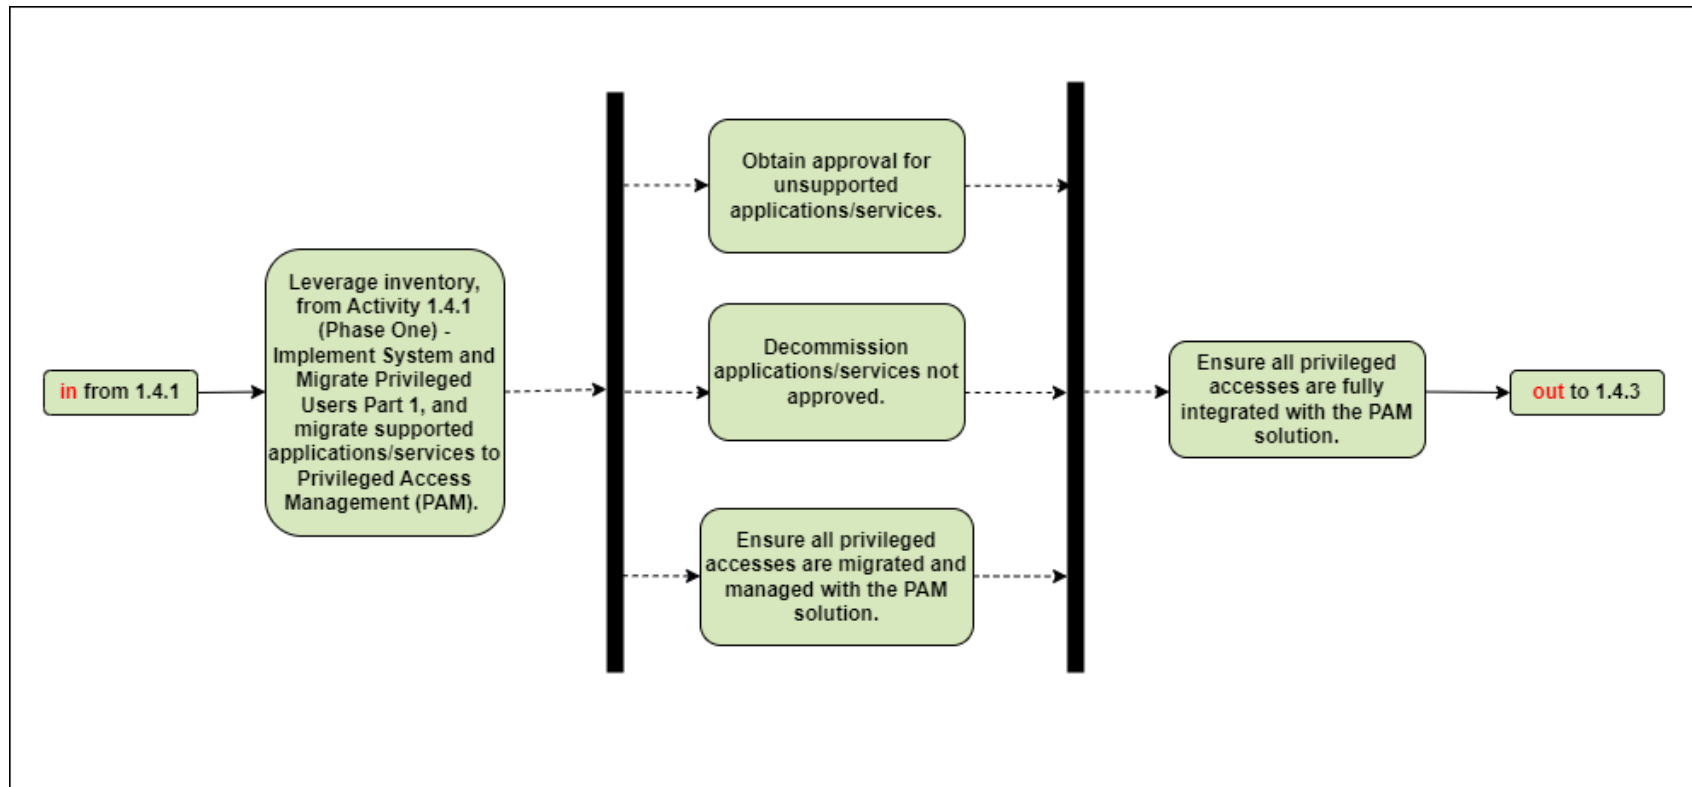 in from 1.4.1
Leverage inventory,
from Activity 1.4.1
(Phase One) -
Implement System and
Migrate Privileged
Users Part 1, and
migrate supported
applications/services to
Privileged Access
Management (PAM).
Obtain approval for
unsupported
applications/services.
Decommission
applications/services not
approved.
Ensure all privileged
accesses are migrated and
managed with the PAM
solution.
Ensure all privileged
accesses are fully
integrated with the PAM
solution.
out to 1.4.3